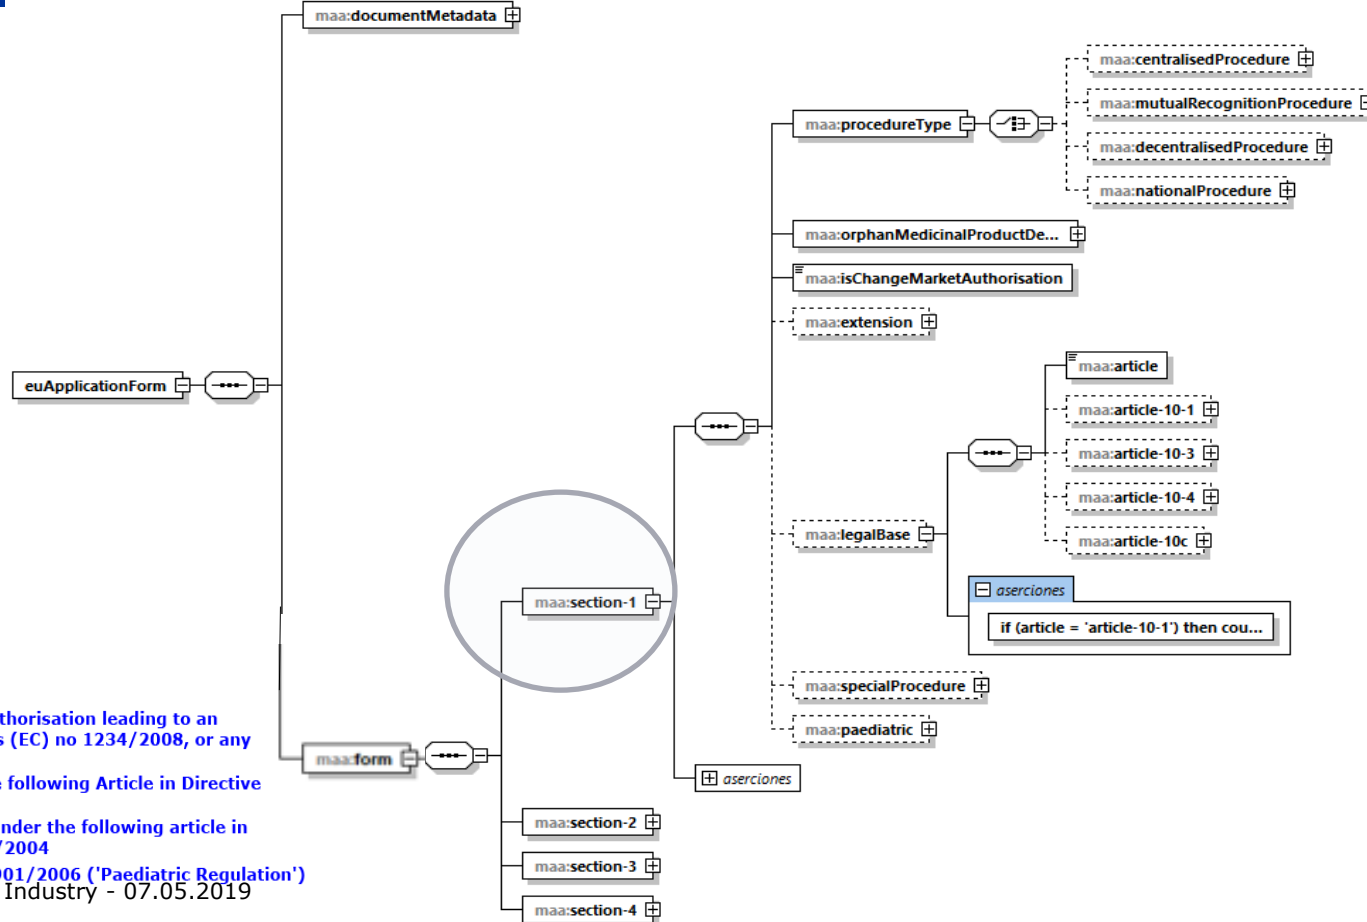 maa:documentMetadata
maa:centralisedProcedure
maa:mutualRecognitionProcedure
maa:procedureType
maa:decentralisedProcedure
maa:nationalProcedure
maa:orphanMedicinalProductDe...
maa:isChangeMarketAuthorisation
maa:extension
euApplicationForm
maa:article
maa:article-10-1
maa:article-10-3
maa:article-10-4
maa:legalBase
maa:article-10c
aserciones
if (article = 'article-10-1') then cou...
maa:section-1
maa:specialProcedure
maa:paediatric
thorisation leading to an
s (EC) no 1234/2008, or any
maa:form
aserciones
e following Article in Directive
nder the following article in
/2004
maa:section-2
maa:section-3
001/2006 ('Paediatric Regulation')
Industry - 07.05.2019
maa:section-4